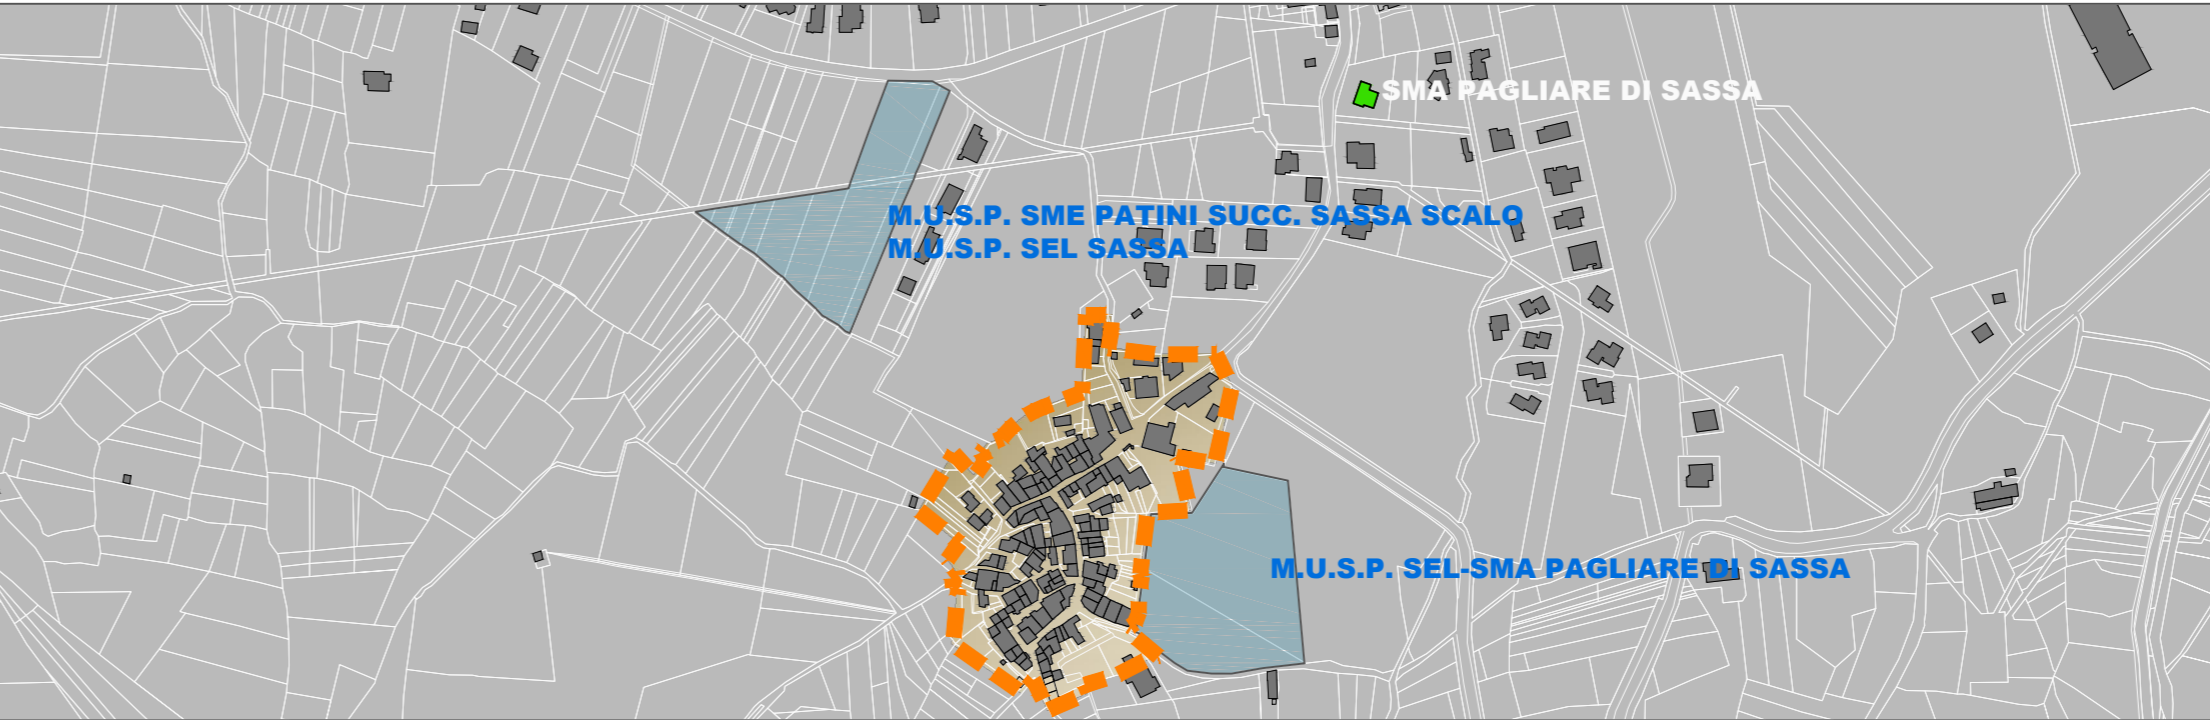 SMA PAGLIARE DI SASSA
M.U.S.P. SME PATINI SUCC. SASSA SCALO
M.U.S.P. SEL SASSA
M.U.S.P. SEL-SMA PAGLIARE DI SASSA